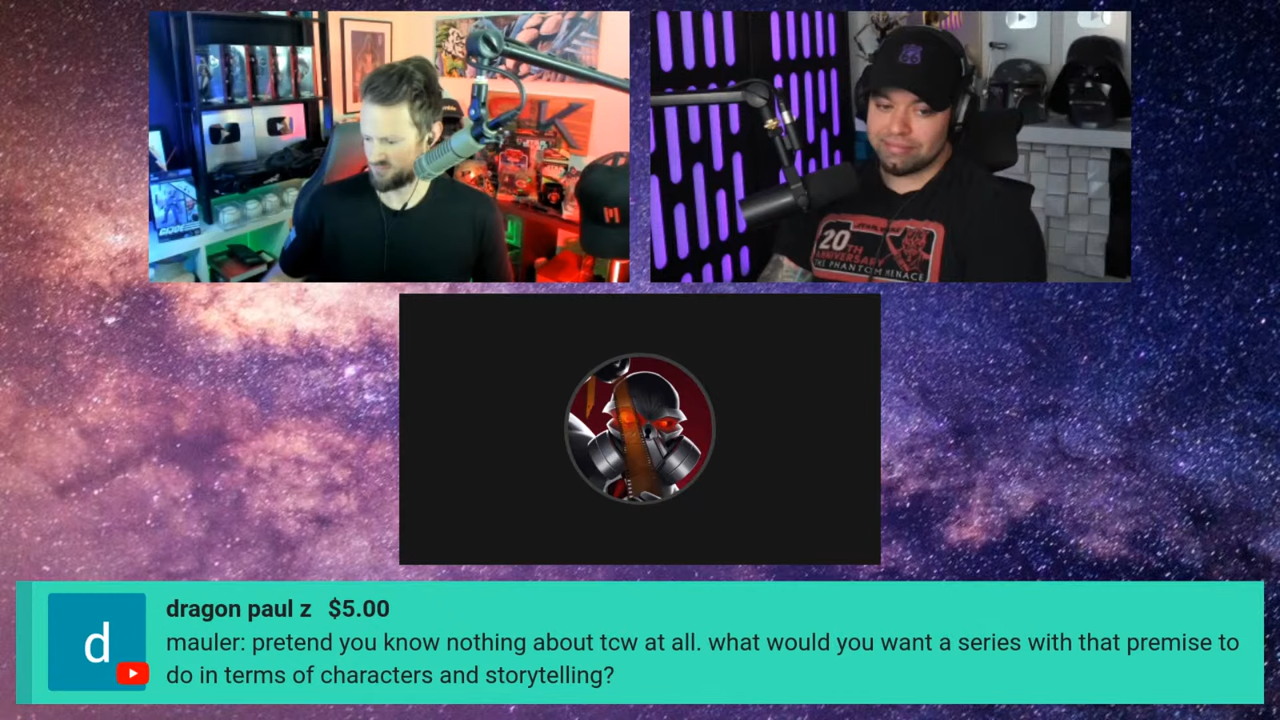 20TH
ANNIVERSARY
THE PHANTOM MENACE
dragon paul z $5.00
d
mauler: pretend you know nothing about tcw at all. what would you want a series with that premise to
do in terms of characters and storytelling?